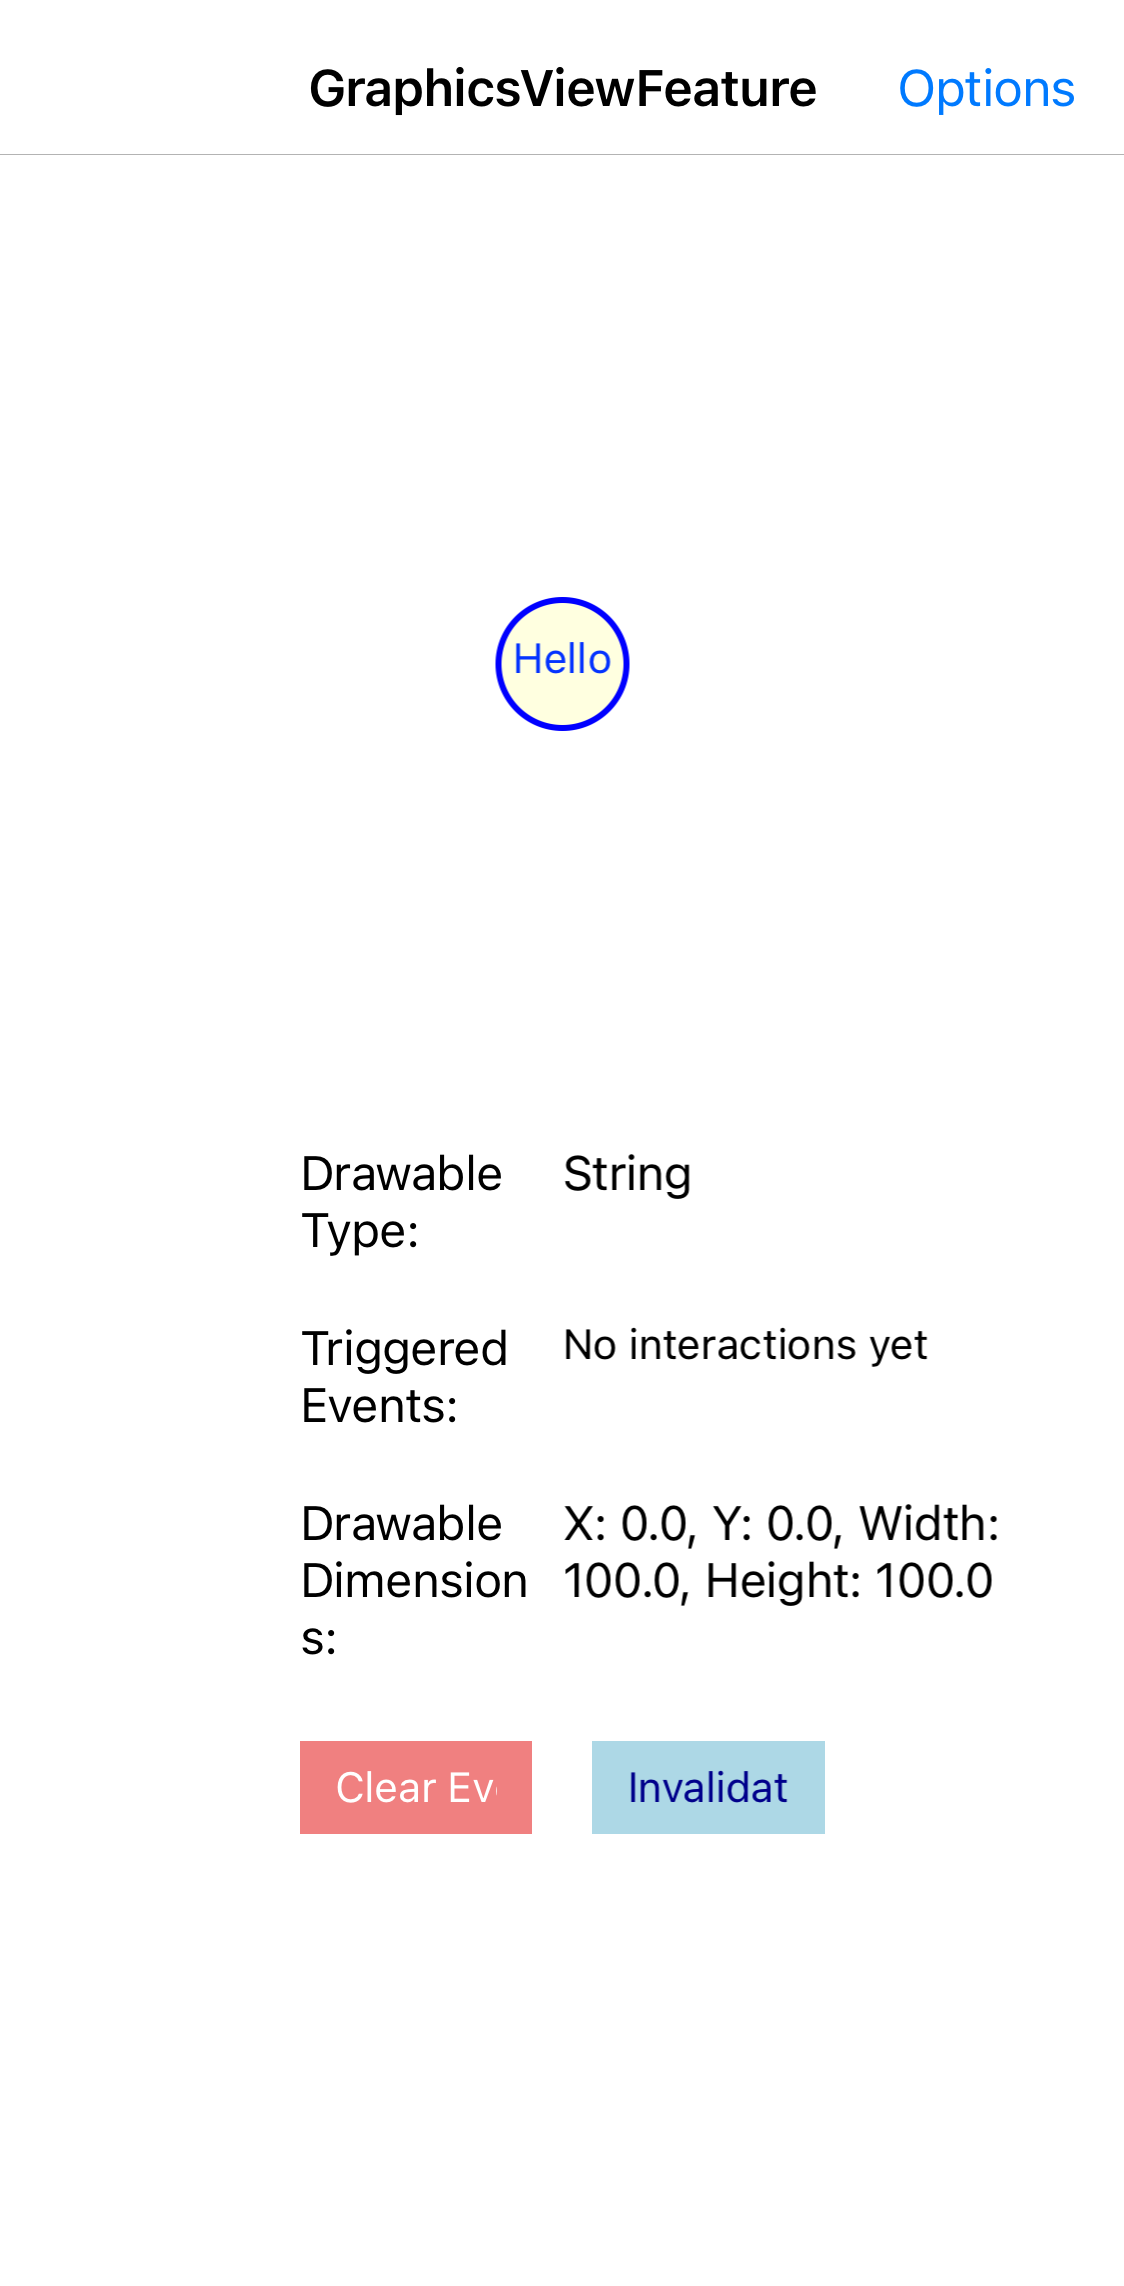 GraphicsViewFeature Options
Hello
Drawable String
Type:
Triggered No interactions yet
Events:
Drawable X: 0.0, Y: 0.0, Width:
Dimension 100.0, Height: 100.0
s:
Clear Ev Invalidat